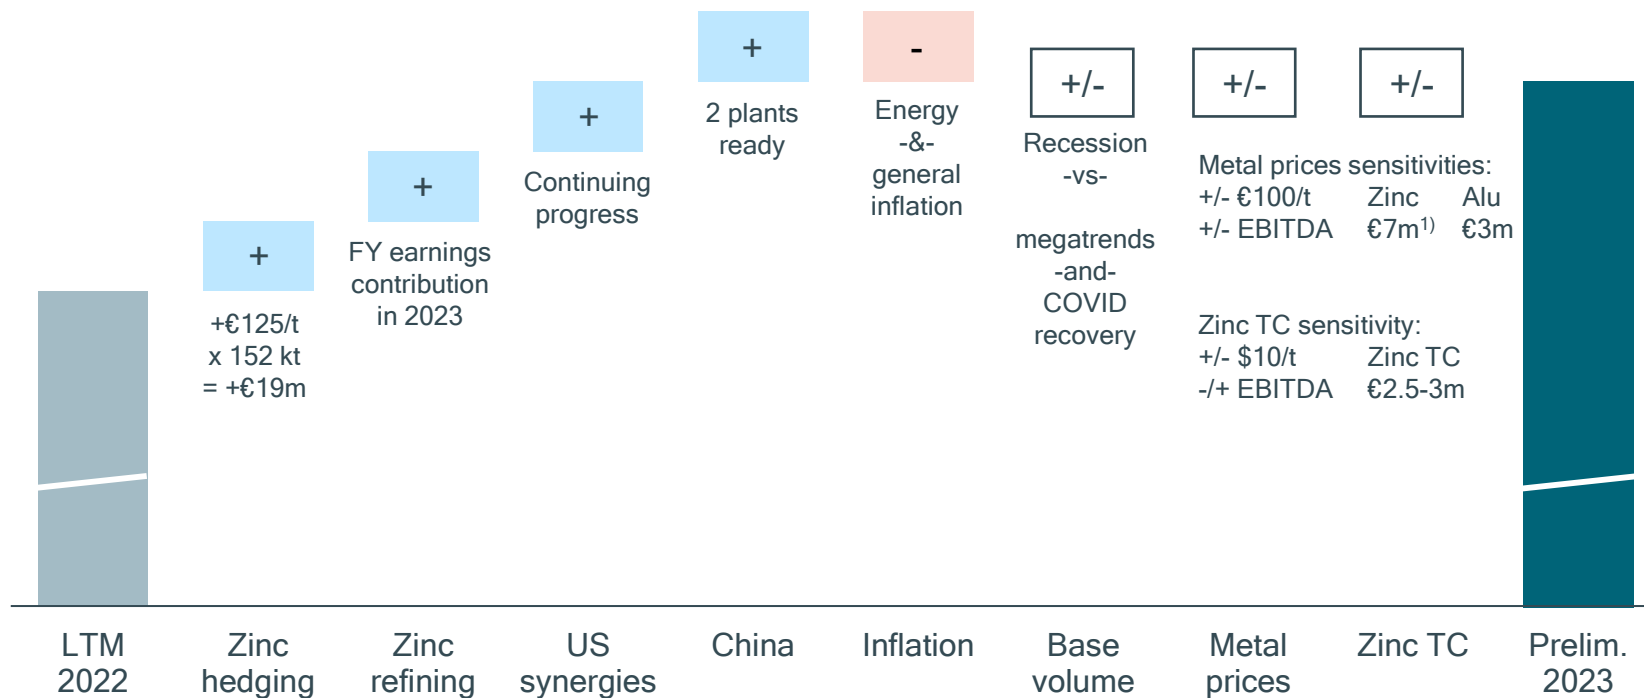 +
+€125/t
x 152 kt
= +€19m
+
FY earnings
contribution
in 2023
+
Continuing
progress
+
2 plants
ready
-
Energy
-&-
general
inflation
+/-
Recession
-vs-
megatrends
-and-
COVID
recovery
+/-
+/-
Metal prices sensitivities:
+/- €100/t Zinc Alu
+/- EBITDA €7m1) €3m
Zinc TC sensitivity:
+/- $10/t Zinc TC
-/+ EBITDA €2.5-3m
LTM
2022
Zinc
hedging
Zinc
refining
US
synergies
China
Inflation
Base
volume
Metal
prices
Zinc TC
Prelim.
2023